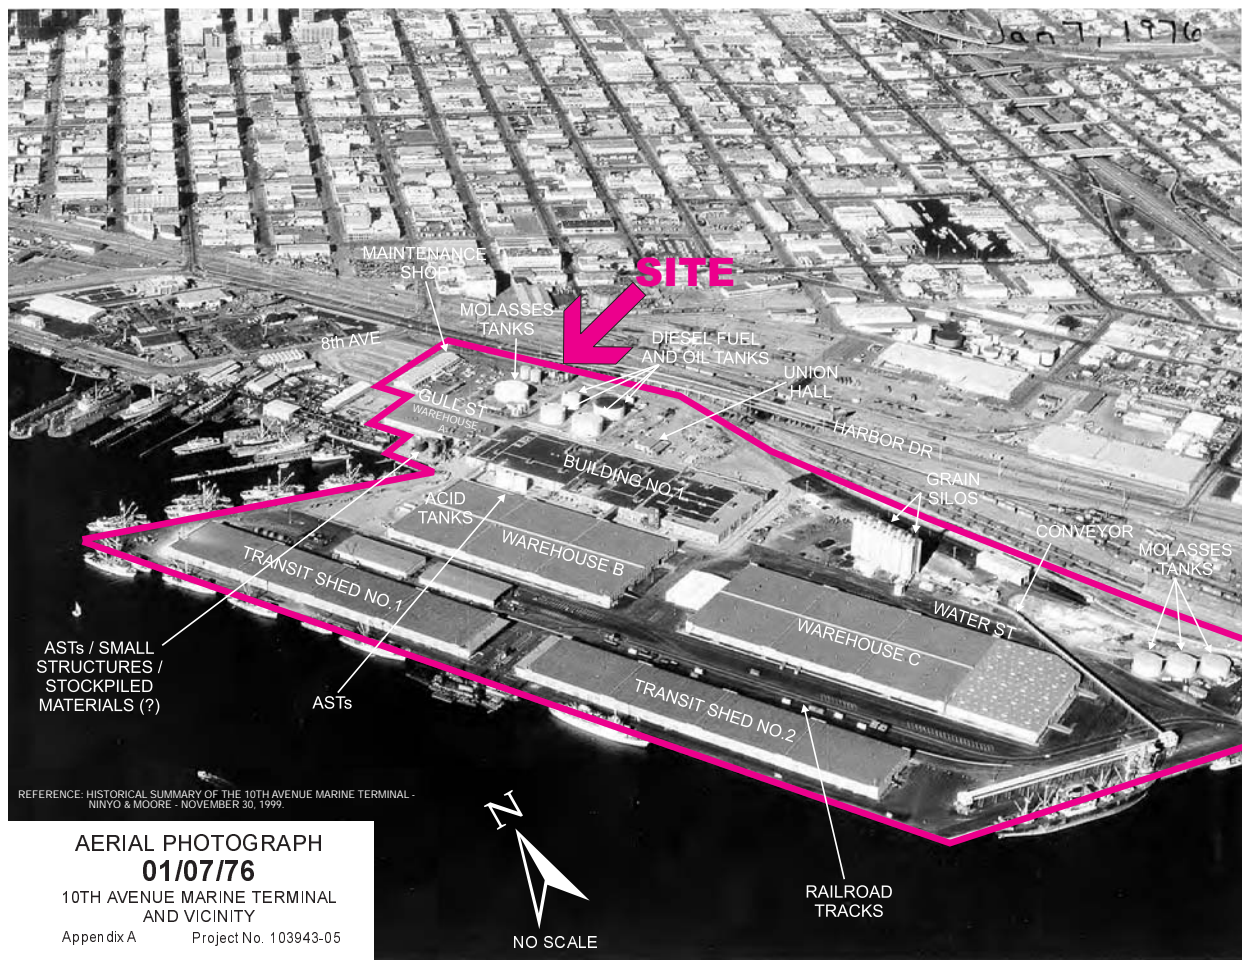 Jan 7, 1976
MAINTENANCE
SHOP
SITE
MOLASSES
TANKS
8th AVE
DIESEL FUEL
AND OIL TANKS
UNION
HALL
GULL ST
WAREHOUSE
A
HARBOR DR
BUILDING NO.1
GRAIN
SILOS
ACID
TANKS
CONVEYOR
WAREHOUSE B
MOLASSES
TANKS
TRANSIT SHED NO.1
WATER ST
WAREHOUSE C
ASTs / SMALL
STRUCTURES /
STOCKPILED
MATERIALS (?)
ASTs
TRANSIT SHED NO.2
REFERENCE: HISTORICAL SUMMARY OF THE 10TH AVENUE MARINE TERMINAL -
NINYO & MOORE - NOVEMBER 30, 1999.
N
AERIAL PHOTOGRAPH
01/07/76
10TH AVENUE MARINE TERMINAL
AND VICINITY
Appendix A Project No. 103943-05
RAILROAD
TRACKS
NO SCALE